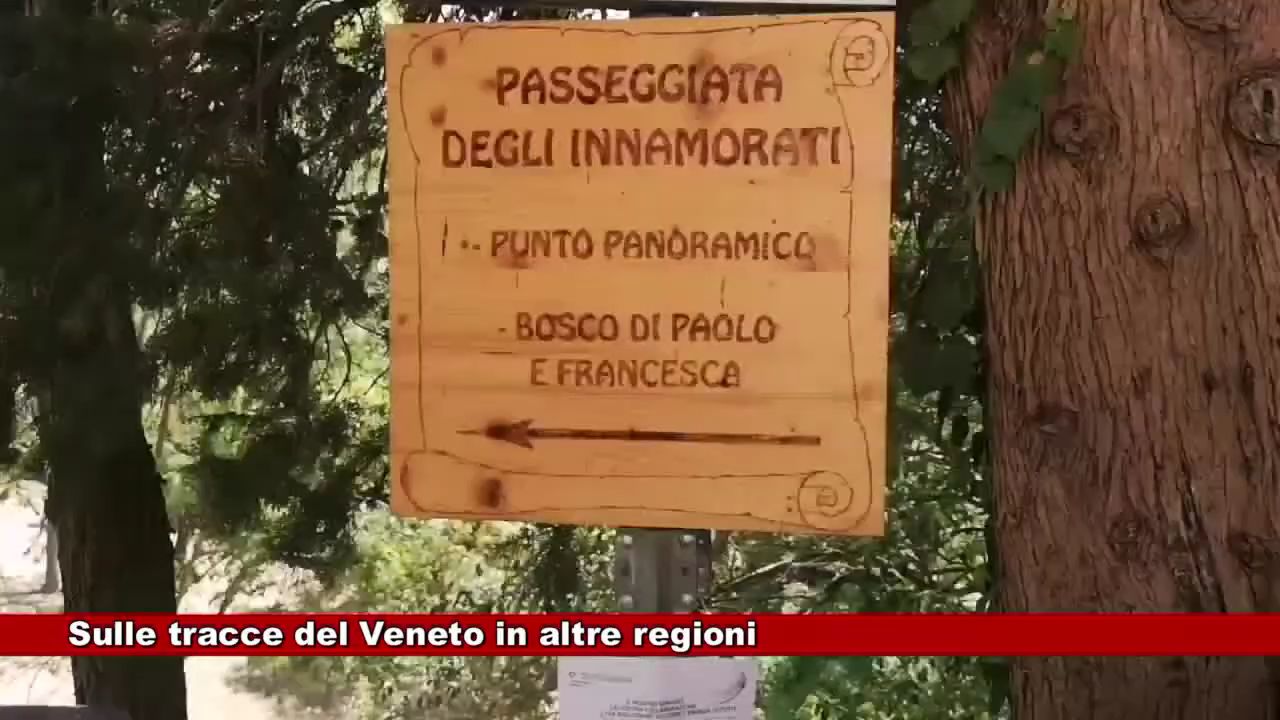 PASSEGGIATA
DEGLI INNAMORATI
PUNTO PANORAMICO
- BOSCO DI PAOLO
E FRANCESCA
Sulle tracce del Veneto in altre regioni